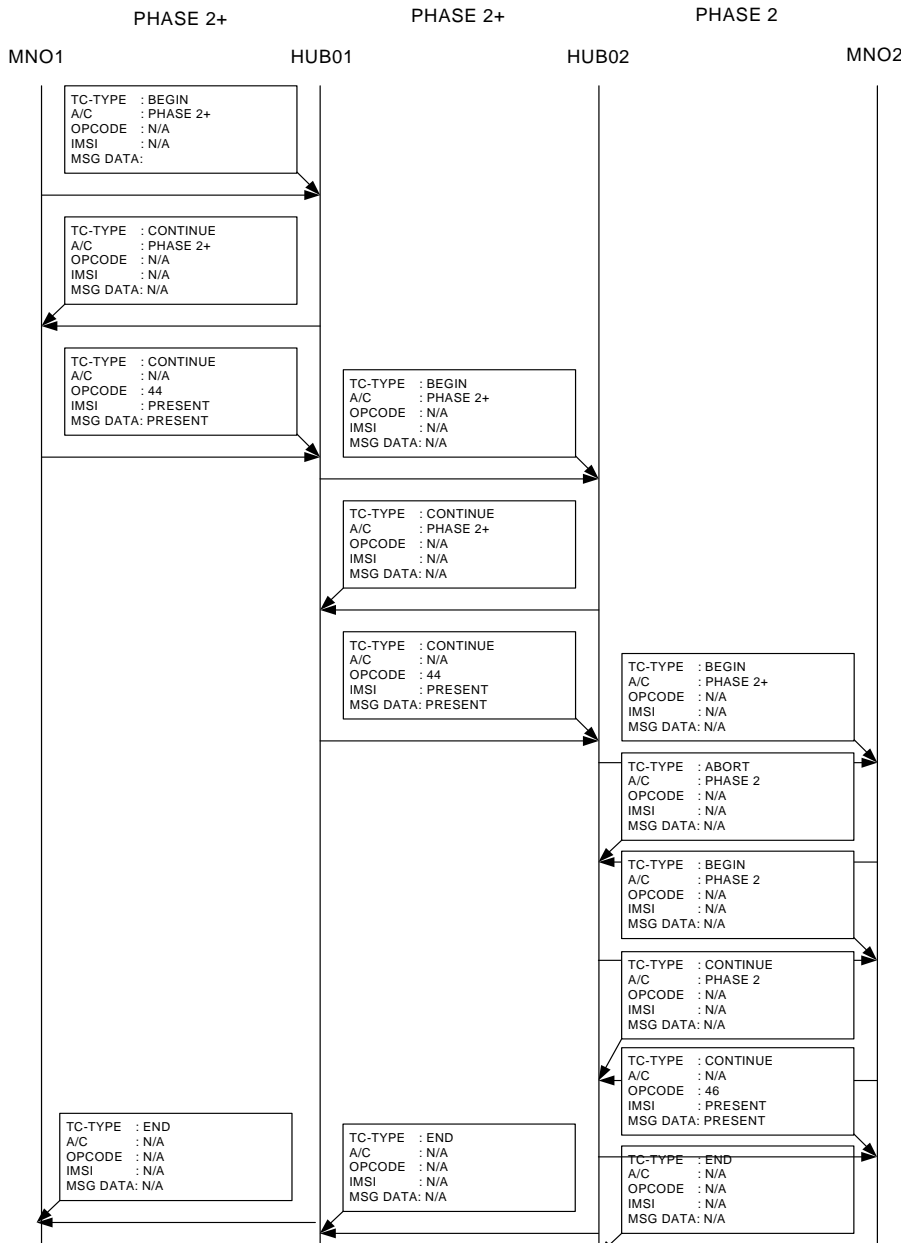 PHASE 2+
PHASE 2+
PHASE 2
MNO1
HUB01
HUB02
MNO2
TC-TYPE : BEGIN
A/C : PHASE 2+
OPCODE : N/A
IMSI : N/A
MSG DATA:
TC-TYPE : CONTINUE
A/C : PHASE 2+
OPCODE : N/A
IMSI : N/A
MSG DATA: N/A
TC-TYPE : CONTINUE
A/C : N/A
OPCODE : 44
IMSI : PRESENT
MSG DATA: PRESENT
TC-TYPE : BEGIN
A/C : PHASE 2+
OPCODE : N/A
IMSI : N/A
MSG DATA: N/A
TC-TYPE : CONTINUE
A/C : PHASE 2+
OPCODE : N/A
IMSI : N/A
MSG DATA: N/A
TC-TYPE : CONTINUE
A/C : N/A
OPCODE : 44
IMSI : PRESENT
MSG DATA: PRESENT
TC-TYPE : BEGIN
A/C : PHASE 2+
OPCODE : N/A
IMSI : N/A
MSG DATA: N/A
TC-TYPE : ABORT
A/C : PHASE 2
OPCODE : N/A
IMSI : N/A
MSG DATA: N/A
TC-TYPE : BEGIN
A/C : PHASE 2
OPCODE : N/A
IMSI : N/A
MSG DATA: N/A
TC-TYPE : CONTINUE
A/C : PHASE 2
OPCODE : N/A
IMSI : N/A
MSG DATA: N/A
TC-TYPE : CONTINUE
A/C : N/A
OPCODE : 46
IMSI : PRESENT
MSG DATA: PRESENT
TC-TYPE : END
A/C : N/A
OPCODE : N/A
IMSI : N/A
MSG DATA: N/A
TC-TYPE : END
A/C : N/A
OPCODE : N/A
IMSI : N/A
MSG DATA: N/A
TC-TYPE : END
A/C : N/A
OPCODE : N/A
IMSI : N/A
MSG DATA: N/A